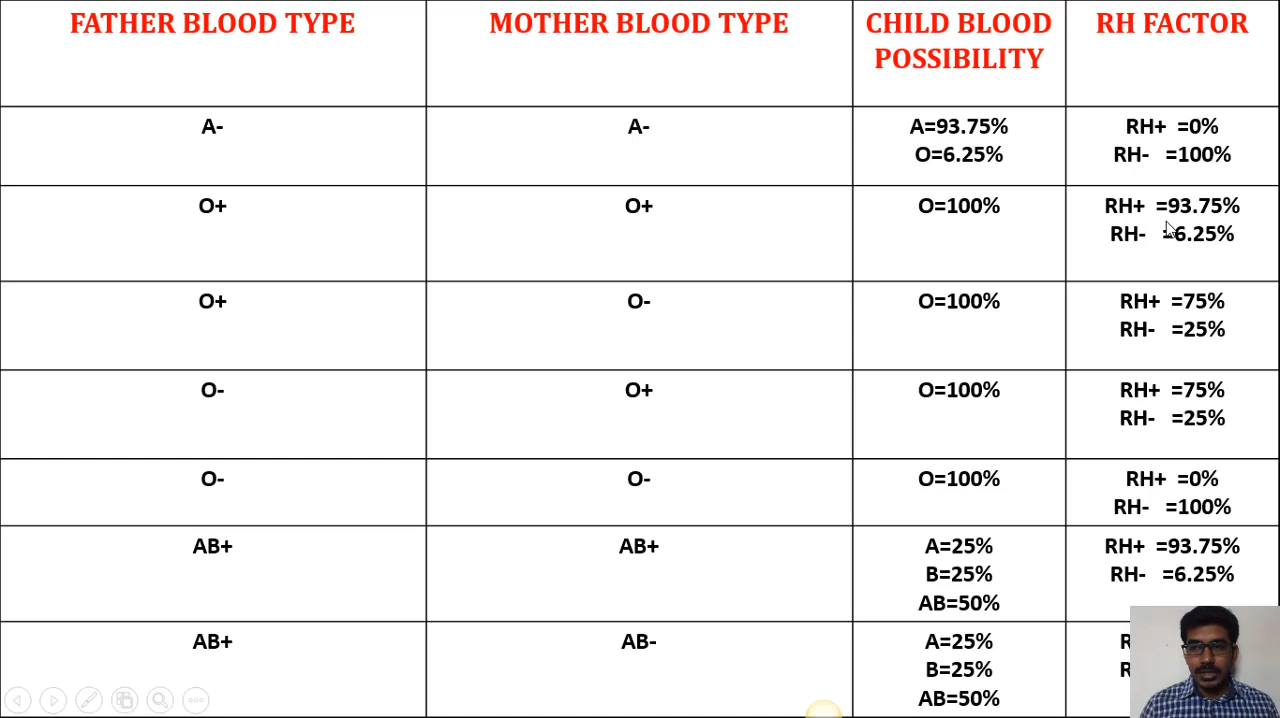 FATHER BLOOD TYPE
MOTHER BLOOD TYPE
CHILD BLOOD
POSSIBILITY
RH FACTOR
A-
A-
A=93.75%
O=6.25%
RH+ =0%
RH- =100%
O+
O+
O=100%
RH+ =93.75%
RH- =6.25%
O+
O-
O=100%
RH+ =75%
RH- =25%
O-
O+
O=100%
RH+ =75%
RH- =25%
O-
O-
O=100%
RH+ =0%
RH- =100%
AB+
AB+
A=25%
B=25%
AB=50%
RH+ =93.75%
RH- =6.25%
AB+
AB-
A=25%
B=25%
AB=50%